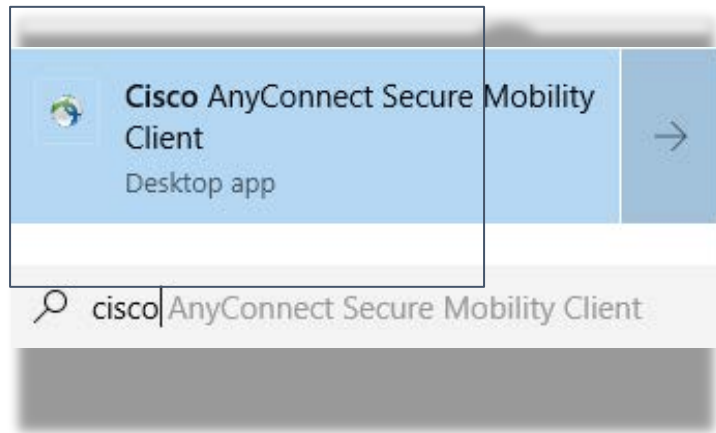 Cisco AnyConnect Secure Mobility
Client
Desktop app
cisco AnyConnect Secure Mobility Client